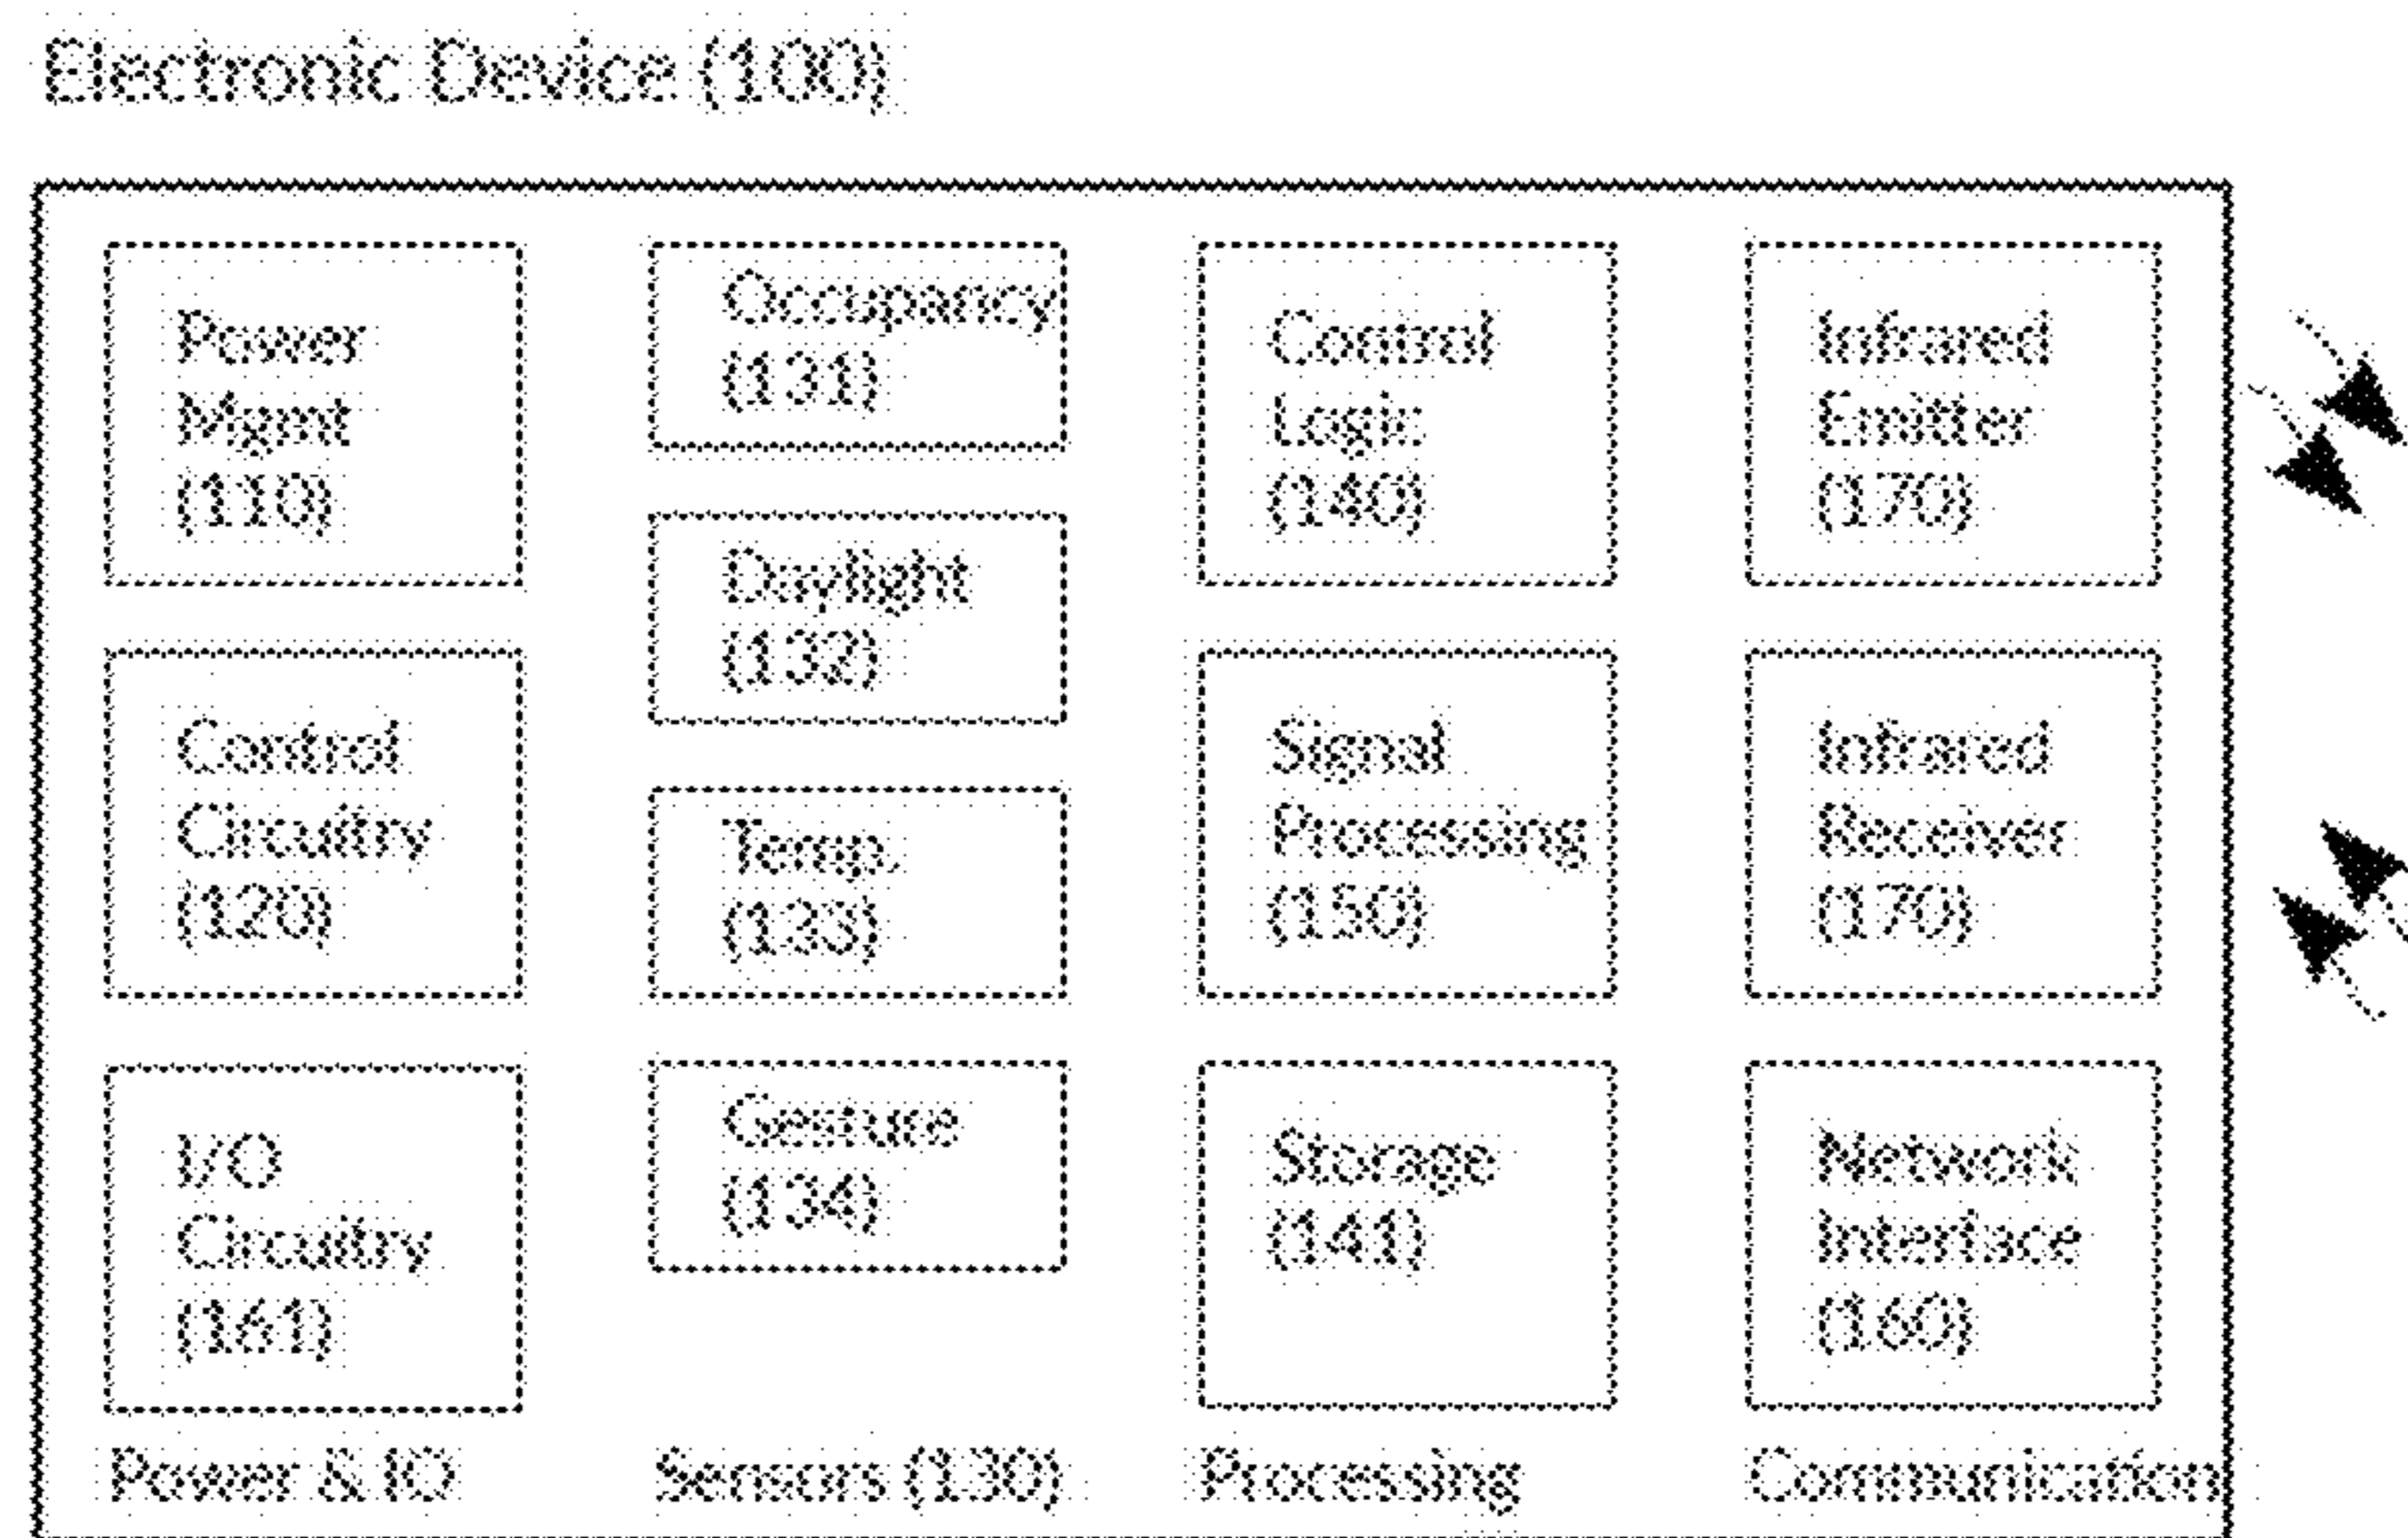 Electronic Device (100)
Power
Mgmt
(110)
Control
Circuitry
(120)
I/O
Circuitry
(161)
Power & IO
Occupancy
(131)
Daylight
(132)
Temp.
(133)
Gesture
(134)
Sensors (130)
Control
Logic
(140)
Signal
Processing
(150)
Storage
(141)
Processing
Infrared
Emitter
(170)
Infrared
Receiver
(170)
Network
Interface
(160)
Communication